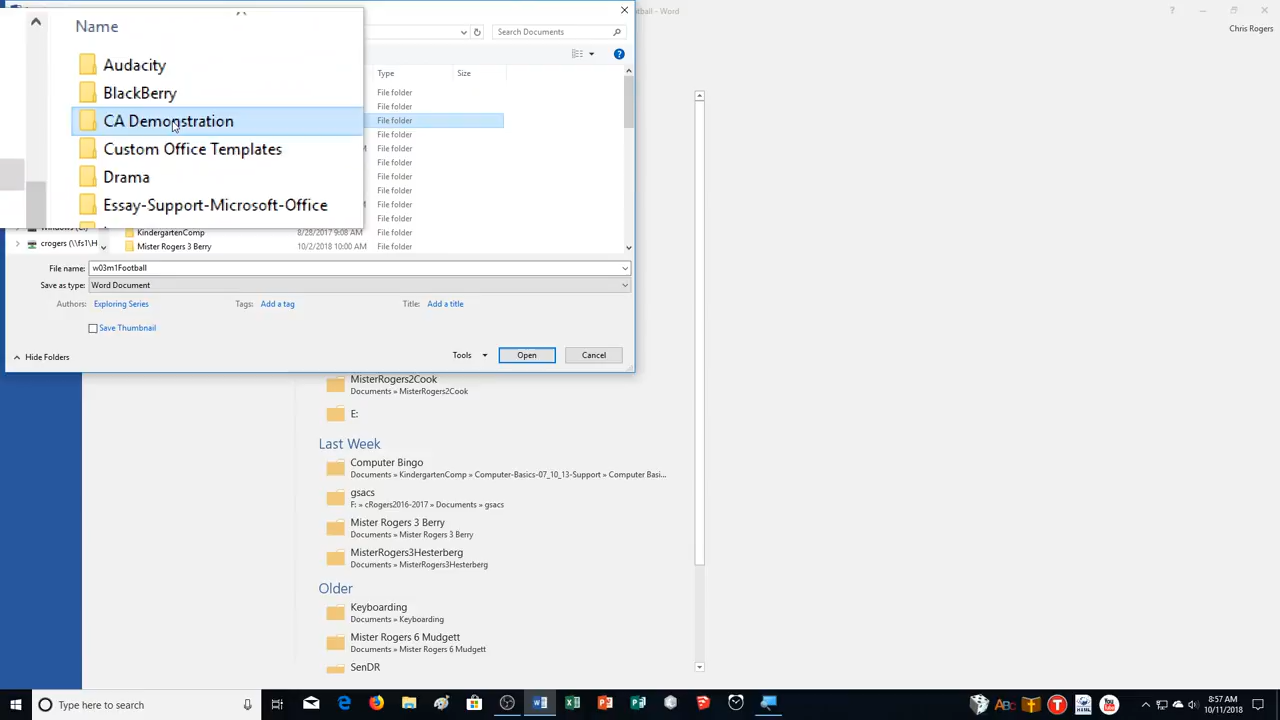 tball - Word
Chris Rogers
Name
Audacity
BlackBerry
CA Demonstration
Custom Office Templates
Drama
Essay-Support-Microsoft-Office
Search Documents
Type
Size
File folder
File folder
File folder
File folder
File folder
File folder
File folder
File folder
File folder
File folder
KindergartenComp
8/28/2017 9:08 AM
File folder
crogers (\\fs1\H
Mister Rogers 3 Berry
10/2/2018 10:00 AM
File folder
File name:
w03m1Football
Save as type:
Word Document
Authors:
Exploring Series
Tags:
Add a tag
Title:
Add a title
Save Thumbnail
Hide Folders
Tools
Open
Cancel
MisterRogers2Cook
Documents » MisterRogers2Cook
E:
Last Week
Computer Bingo
Documents » KindergartenComp » Computer-Basics-07_10_13-Support » Computer Basi...
gsacs
F: » cRogers2016-2017 » Documents » gsacs
Mister Rogers 3 Berry
Documents » Mister Rogers 3 Berry
MisterRogers3Hesterberg
Documents » MisterRogers3Hesterberg
Older
Keyboarding
Documents » Keyboarding
Mister Rogers 6 Mudgett
Documents » Mister Rogers 6 Mudgett
SenDR
Type here to search
8:57 AM
10/11/2018